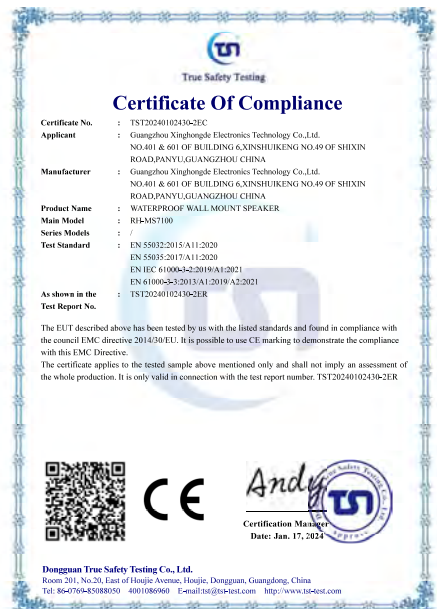 TST
True Safety Testing
Certificate Of Compliance
Certificate No. : TST20240102430-2EC
Applicant : Guangzhou Xinghongde Electronics Technology Co.,Ltd.
NO.401 & 601 OF BUILDING 6,XINSHUIKENG NO.49 OF SHIXIN
ROAD,PANYU,GUANGZHOU CHINA
Manufacturer : Guangzhou Xinghongde Electronics Technology Co.,Ltd.
NO.401 & 601 OF BUILDING 6,XINSHUIKENG NO.49 OF SHIXIN
ROAD,PANYU,GUANGZHOU CHINA
Product Name : WATERPROOF WALL MOUNT SPEAKER
Main Model : RH-MS7100
Series Models : /
Test Standard : EN 55032:2015/A11:2020
EN 55035:2017/A11:2020
EN IEC 61000-3-2:2019/A1:2021
EN 61000-3-3:2013/A1:2019/A2:2021
As shown in the : TST20240102430-2ER
Test Report No.
The EUT described above has been tested by us with the listed standards and found in compliance with
the council EMC directive 2014/30/EU. It is possible to use CE marking to demonstrate the compliance
with this EMC Directive.
The certificate applies to the tested sample above mentioned only and shall not imply an assessment of
the whole production. It is only valid in connection with the test report number. TST20240102430-2ER
CE
Andy
True Safety Testing
TST
Approve
Certification Manager
Date: Jan. 17, 2024
Dongguan True Safety Testing Co., Ltd.
Room 201, No.20, East of Houjie Avenue, Houjie, Dongguan, Guangdong, China
Tel: 86-0769-85088050 4001086960 E-mail:tst@tst-test.com http://www.tst-test.com